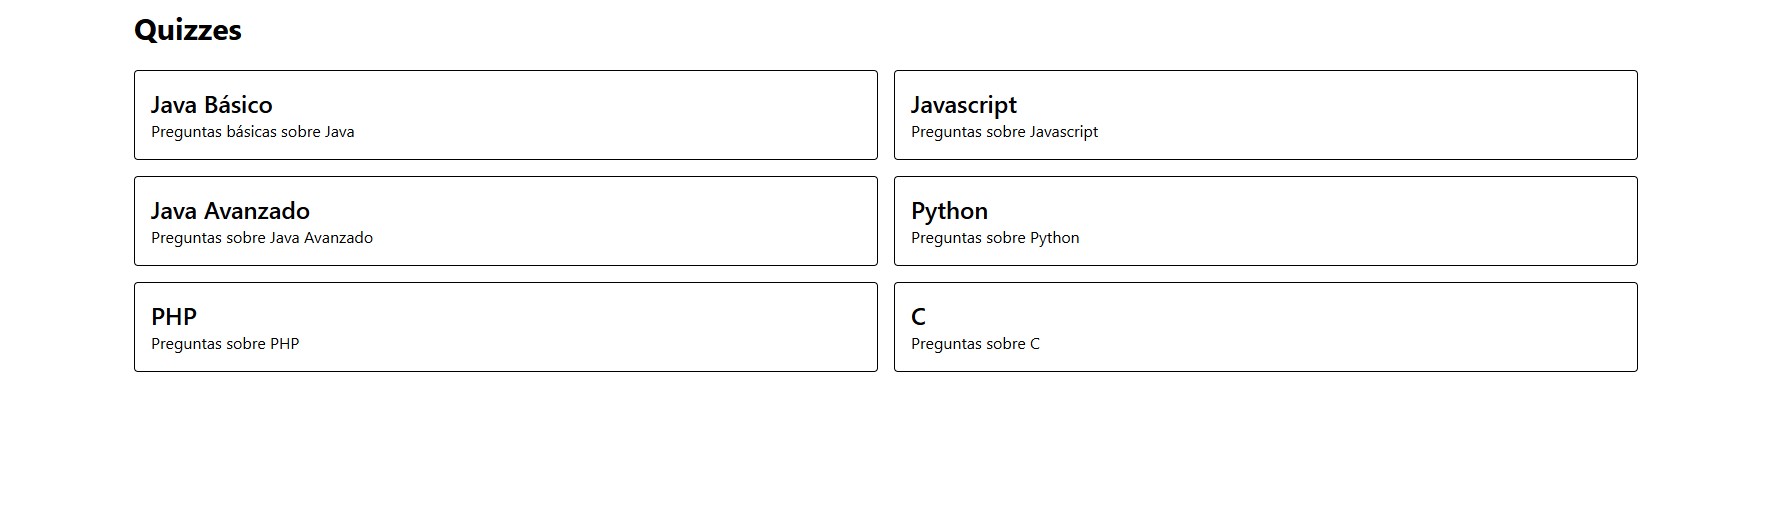 Quizzes
Java Básico
Preguntas básicas sobre Java
Javascript
Preguntas sobre Javascript
Java Avanzado
Preguntas sobre Java Avanzado
Python
Preguntas sobre Python
PHP
Preguntas sobre PHP
C
Preguntas sobre C